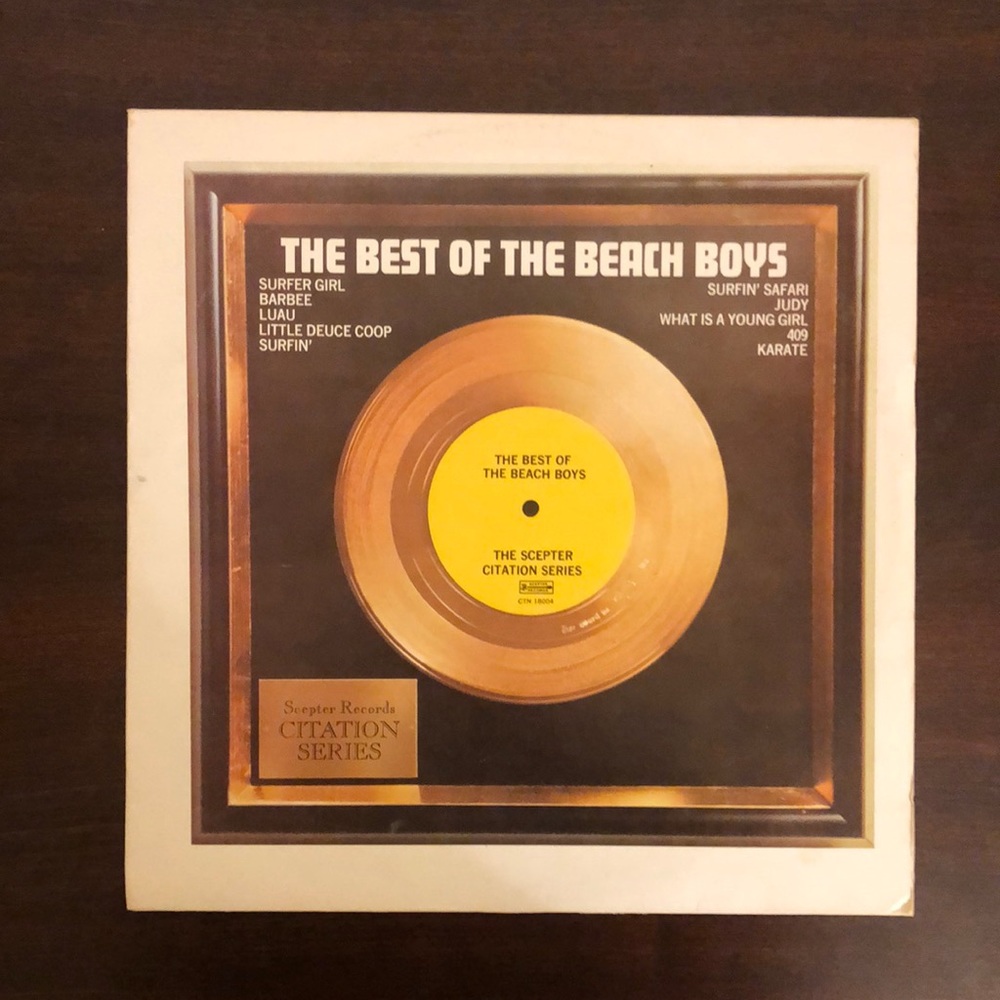 THE BEST OF THE BEACH BOYS
SURFER GIRL
BARBEE
LUAU
LITTLE DEUCE COOP
SURFIN'
SURFIN' SAFARI
JUDY
WHAT IS A YOUNG GIRL
409
KARATE
THE BEST OF
THE BEACH BOYS
THE SCEPTER
CITATION SERIES
SCEPTER
RECORDS
CTN 18004
Scepter Records
CITATION
SERIES